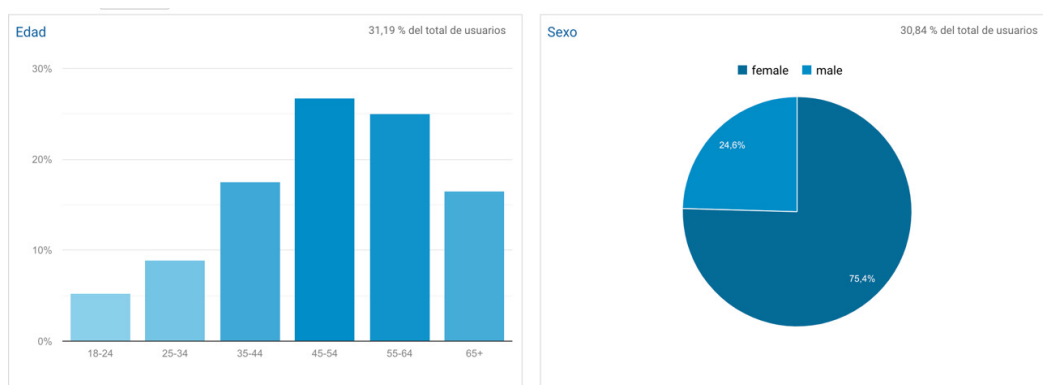 Edad
31,19 % del total de usuarios
30%
20%
10%
0%
18-24
25-34
35-44
45-54
55-64
65+
Sexo
30,84 % del total de usuarios
female
male
24,6%
75,4%